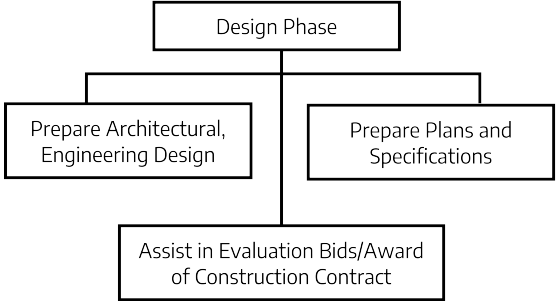 Design Phase
Prepare Architectural,
Engineering Design
Prepare Plans and
Specifications
Assist in Evaluation Bids/Award
of Construction Contract